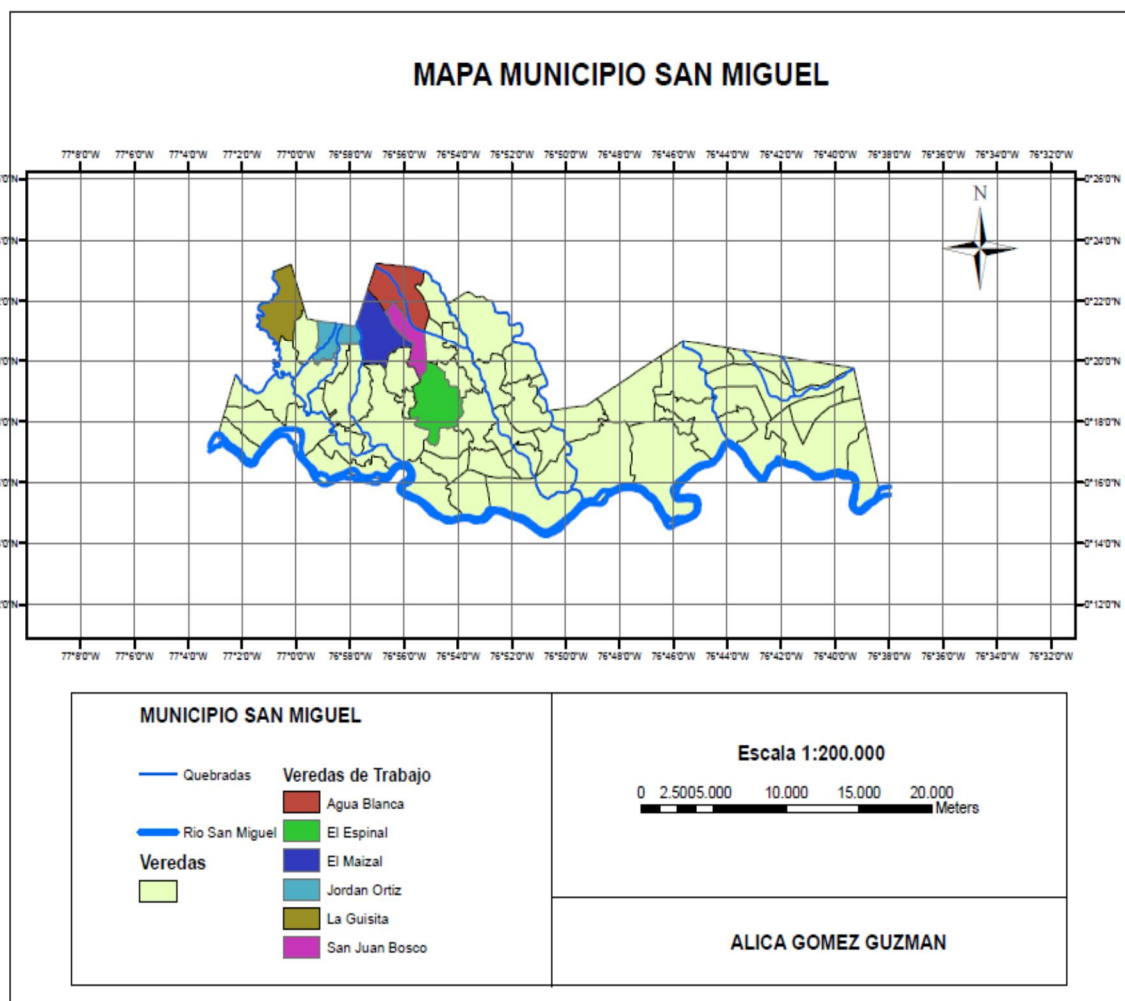 MAPA MUNICIPIO SAN MIGUEL
77°8'0"W 77°6'0"W 77°4'0"W 77°2'0"W 77°0'0"W 76°58'0"W 76°56'0"W 76°54'0"W 76°52'0"W 76°50'0"W 76°48'0"W 76°46'0"W 76°44'0"W 76°42'0"W 76°40'0"W 76°38'0"W 76°36'0"W 76°34'0"W 76°32'0"W
0°26'0"N
N
0°24'0"N
0°22'0"N
0°20'0"N
0°18'0"N
0°16'0"N
0°14'0"N
0°12'0"N
77°8'0"W 77°6'0"W 77°4'0"W 77°2'0"W 77°0'0"W 76°58'0"W 76°56'0"W 76°54'0"W 76°52'0"W 76°50'0"W 76°48'0"W 76°46'0"W 76°44'0"W 76°42'0"W 76°40'0"W 76°38'0"W 76°36'0"W 76°34'0"W 76°32'0"W
MUNICIPIO SAN MIGUEL
Quebradas
Rio San Miguel
Veredas
Veredas de Trabajo
Agua Blanca
El Espinal
El Maizal
Jordan Ortiz
La Guisita
San Juan Bosco
Escala 1:200.000
0 2.500 5.000 10.000 15.000 20.000
Meters
ALICA GOMEZ GUZMAN